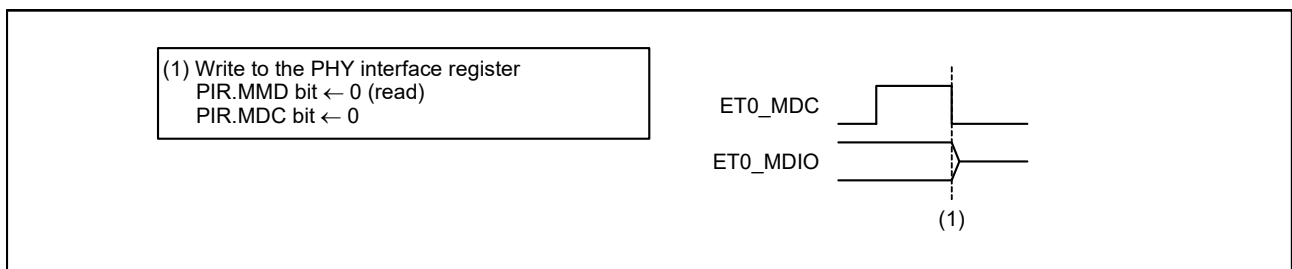 (1) Write to the PHY interface register
PIR.MMD bit ← 0 (read)
PIR.MDC bit ← 0
ET0_MDC
ET0_MDIO
(1)